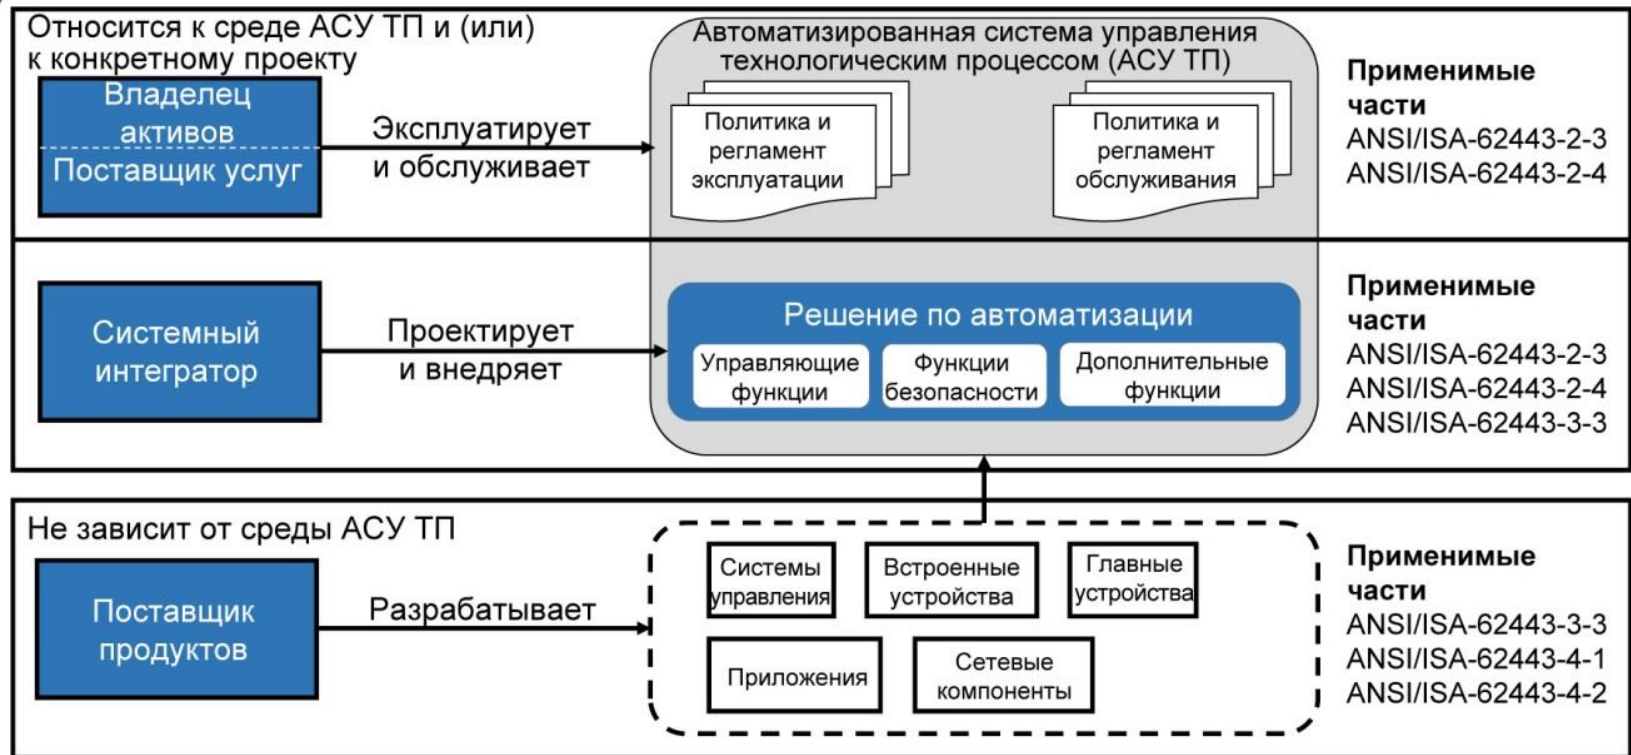 Относится к среде АСУ ТП и (или)
к конкретному проекту
Владелец
активов
Поставщик услуг
Эксплуатирует
и обслуживает
Автоматизированная система управления
технологическим процессом (АСУ ТП)
Политика и
регламент
эксплуатации
Политика и
регламент
обслуживания
Применимые
части
ANSI/ISA-62443-2-3
ANSI/ISA-62443-2-4
Системный
интегратор
Проектирует
и внедряет
Решение по автоматизации
Управляющие
функции
Функции
безопасности
Дополнительные
функции
Применимые
части
ANSI/ISA-62443-2-3
ANSI/ISA-62443-2-4
ANSI/ISA-62443-3-3
Не зависит от среды АСУ ТП
Поставщик
продуктов
Разрабатывает
Системы
управления
Встроенные
устройства
Главные
устройства
Приложения
Сетевые
компоненты
Применимые
части
ANSI/ISA-62443-3-3
ANSI/ISA-62443-4-1
ANSI/ISA-62443-4-2